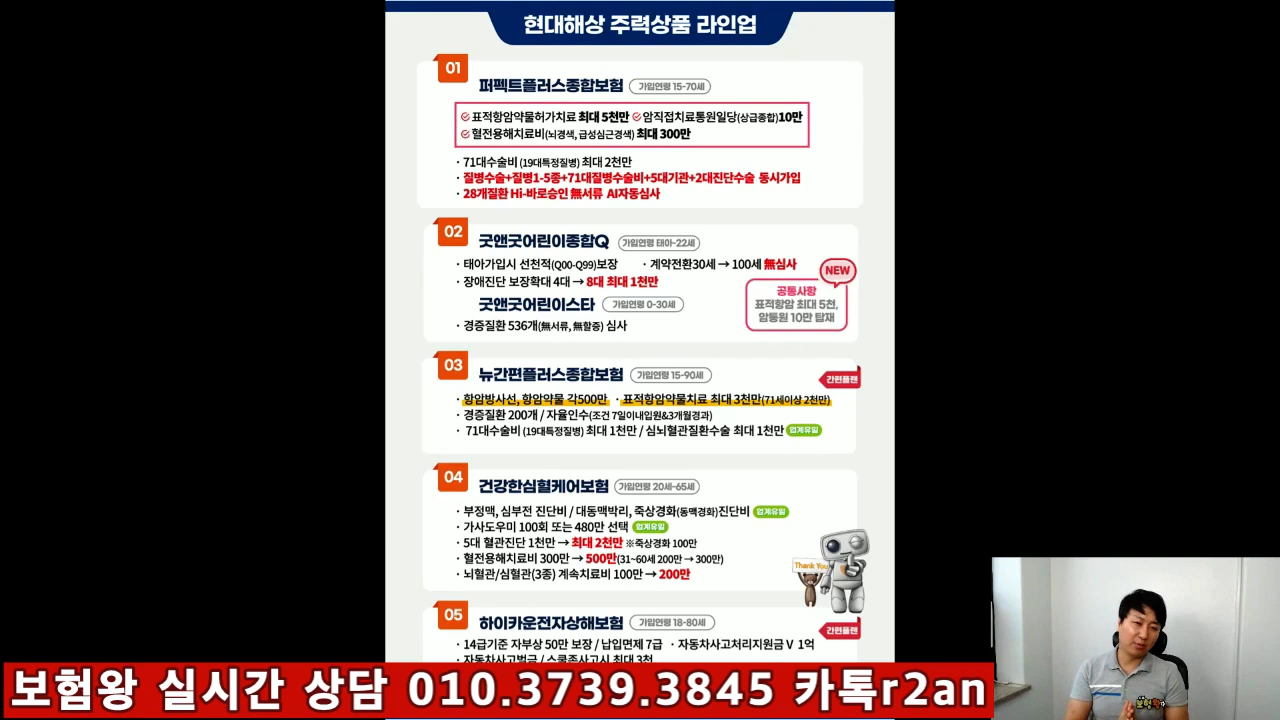 현대해상 주력상품 라인업
01
퍼펙트플러스종합보험 가입연령 15-70세
표적항암약물허가치료 최대 5천만 암직접치료통원일당(상급종합)10만
혈전용해치료비(뇌경색, 급성심근경색) 최대 300만
· 71대수술비 (19대특정질병) 최대 2천만
· 질병수술+질병1-5종+71대질병수술비+5대기관+2대진단수술 동시가입
· 28개질환 Hi-바로승인 無서류 AI자동심사
02
굿앤굿어린이종합Q 가입연령 태아-22세
· 태아가입시 선천적(Q00-Q99)보장 · 계약전환30세 → 100세 無심사
· 장애진단 보장확대 4대 → 8대 최대 1천만
NEW
공통사항
표적항암 최대 5천,
암통원 10만 탑재
굿앤굿어린이스타 가입연령 0-30세
· 경증질환 536개(無서류, 無할증) 심사
03
뉴간편플러스종합보험 가입연령 15-90세
간편플랜
· 항암방사선, 항암약물 각500만 · 표적항암약물치료 최대 3천만(71세이상 2천만)
· 경증질환 200개 / 자율인수(조건 7일이내입원&3개월경과)
· 71대수술비 (19대특정질병) 최대 1천만 / 심뇌혈관질환수술 최대 1천만 업계유일
04
건강한심혈케어보험 가입연령 20세-65세
· 부정맥, 심부전 진단비 / 대동맥박리, 죽상경화(동맥경화)진단비 업계유일
· 가사도우미 100회 또는 480만 선택 업계유일
· 5대 혈관진단 1천만 → 최대 2천만 ※죽상경화 100만
· 혈전용해치료비 300만 → 500만(31~60세 200만 → 300만)
· 뇌혈관/심혈관(3종) 계속치료비 100만 → 200만
Thank You
05
하이카운전자상해보험 가입연령 18-80세
간편플랜
· 14급기준 자부상 50만 보장 / 납입면제 7급 · 자동차사고처리지원금 V 1억
· 자동차사고벌금 / 스쿨존사고시 최대 3천
보험왕 실시간 상담 010.3739.3845 카톡r2an
보험왕